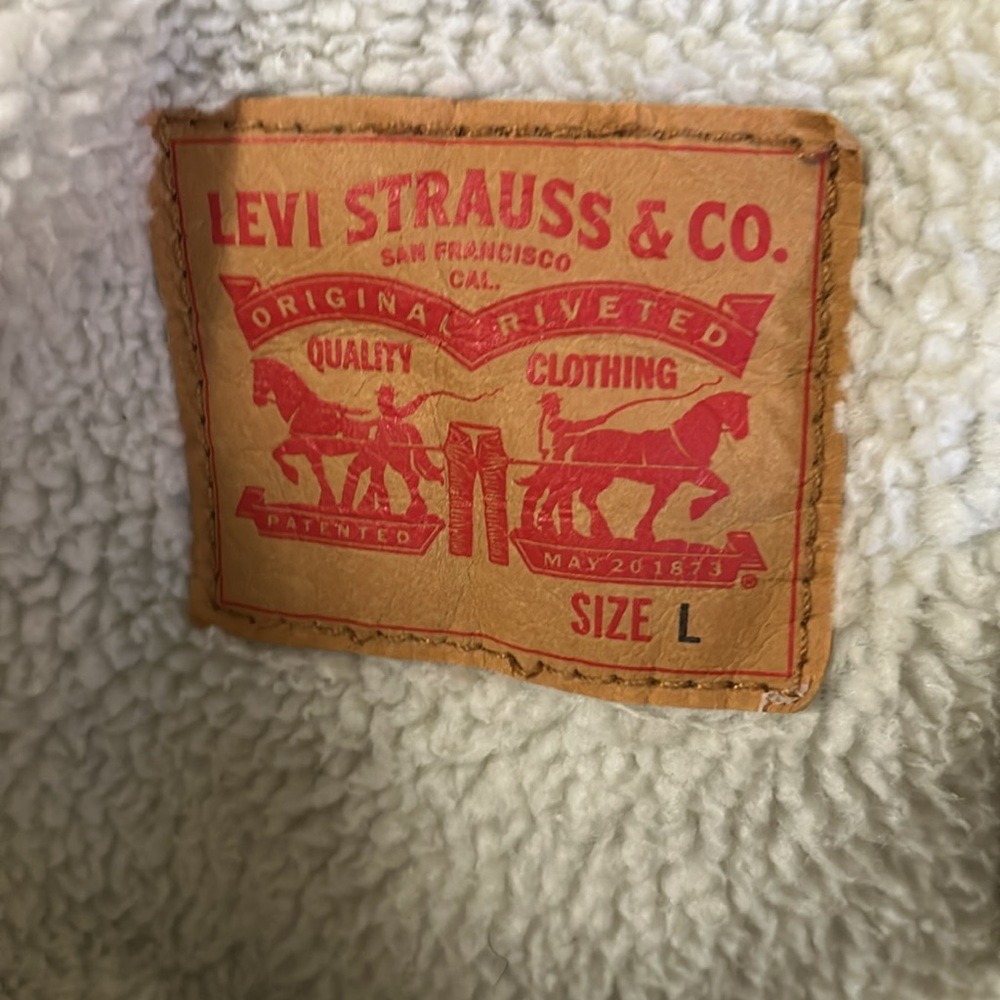 LEVI STRAUSS & CO.
SAN FRANCISCO
CAL.
ORIGINAL RIVETED
QUALITY CLOTHING
PATENTED
MAY 20 1873 ®
SIZE L